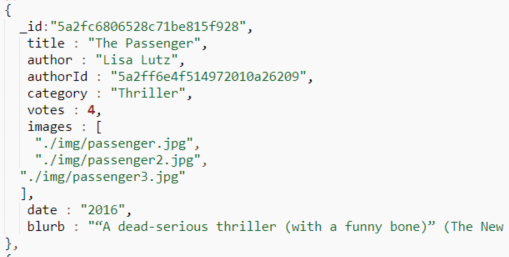 {
_id:"5a2fc6806528c71be815f928",
title : "The Passenger",
author : "Lisa Lutz",
authorId : "5a2ff6e4f514972010a26209",
category : "Thriller",
votes : 4,
images : [
"./img/passenger.jpg",
"./img/passenger2.jpg",
"./img/passenger3.jpg"
],
date : "2016",
blurb : "“A dead-serious thriller (with a funny bone)” (The New
},